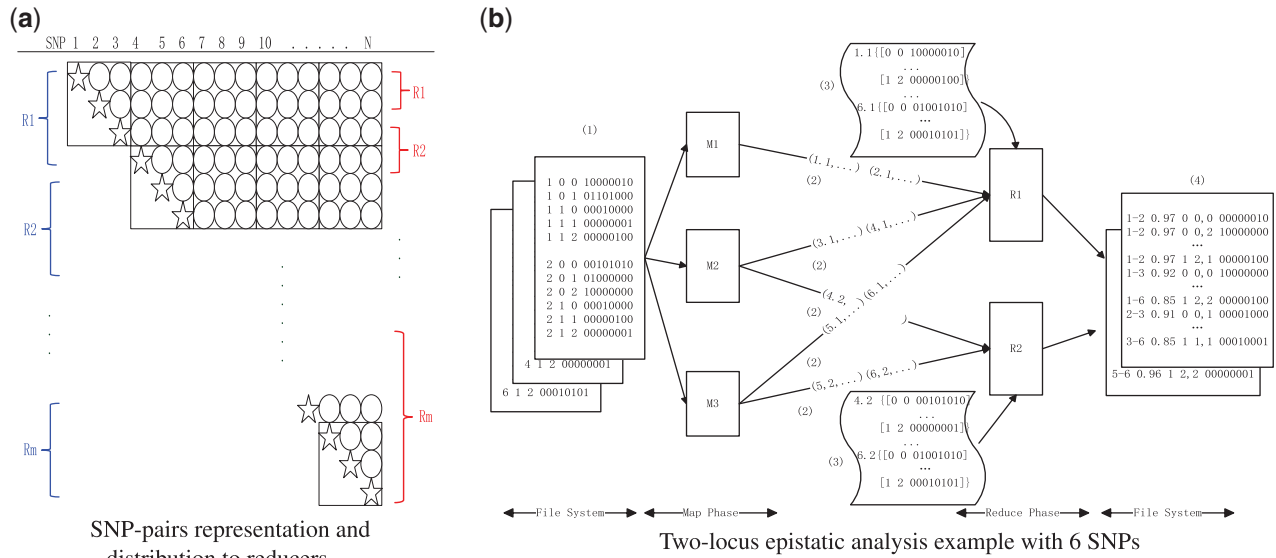 (a)
SNP 1 2 3 4 5 6 7 8 9 10 . . . . . N
R1
R2
Rm
R1
R2
Rm
SNP-pairs representation and
distribution to reducers
(b)
(1)
1 0 0 10000010
1 0 1 01101000
1 1 0 00010000
1 1 1 00000001
1 1 2 00000100
2 0 0 00101010
2 0 1 01000000
2 0 2 10000000
2 1 0 00010000
2 1 1 00000100
2 1 2 00000001
4 1 2 00000001
6 1 2 00010101
M1
M2
M3
(1, 1, . . . ) (2, 1, . . . )
(2)
(3, 1, . . . ) (4, 1, . . . )
(2)
(4, 2, )
(2)
(5, 1, . . . ) (6, 1, . . . )
(2)
(5, 2, . . . ) (6, 2, . . . )
(2)
(3)
1.1 {[0 0 10000010]
...
[1 2 00000100]
...
6.1 {[0 0 01001010]
...
[1 2 00010101]}
R1
R2
(3)
4.2 {[0 0 00101010]
...
[1 2 00000001]}
...
6.2 {[0 0 01001010]
...
[1 2 00010101]}
(4)
1-2 0.97 0 0,0 00000010
1-2 0.97 0 0,2 10000000
...
1-2 0.97 1 2,1 00000100
1-3 0.92 0 0,0 10000000
...
1-6 0.85 1 2,2 00000100
2-3 0.91 0 0,1 00001000
...
3-6 0.85 1 1,1 00010001
5-6 0.96 1 2,2 00000001
File System Map Phase Reduce Phase File System
Two-locus epistatic analysis example with 6 SNPs